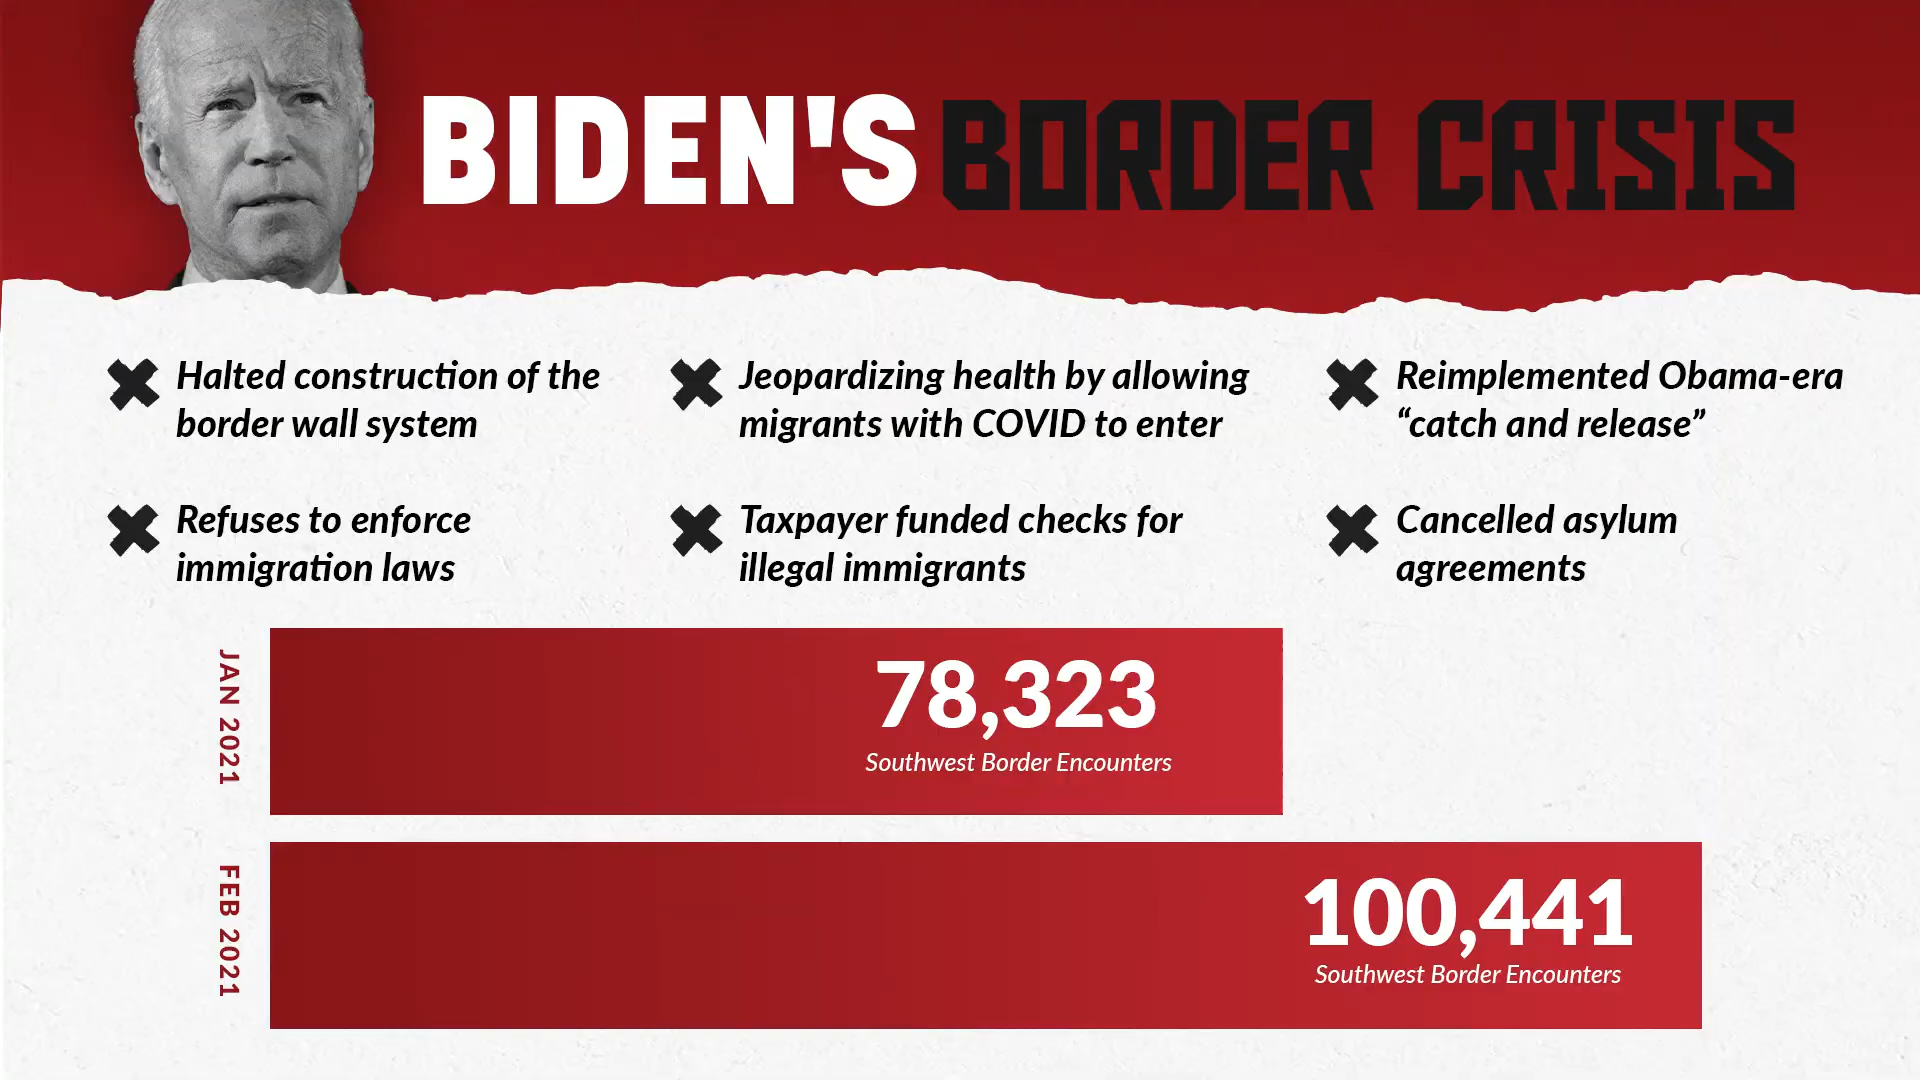 BIDEN'S BORDER CRISIS
Halted construction of the
border wall system
Jeopardizing health by allowing
migrants with COVID to enter
Reimplemented Obama-era
“catch and release”
Refuses to enforce
immigration laws
Taxpayer funded checks for
illegal immigrants
Cancelled asylum
agreements
JAN 2021
78,323
Southwest Border Encounters
FEB 2021
100,441
Southwest Border Encounters